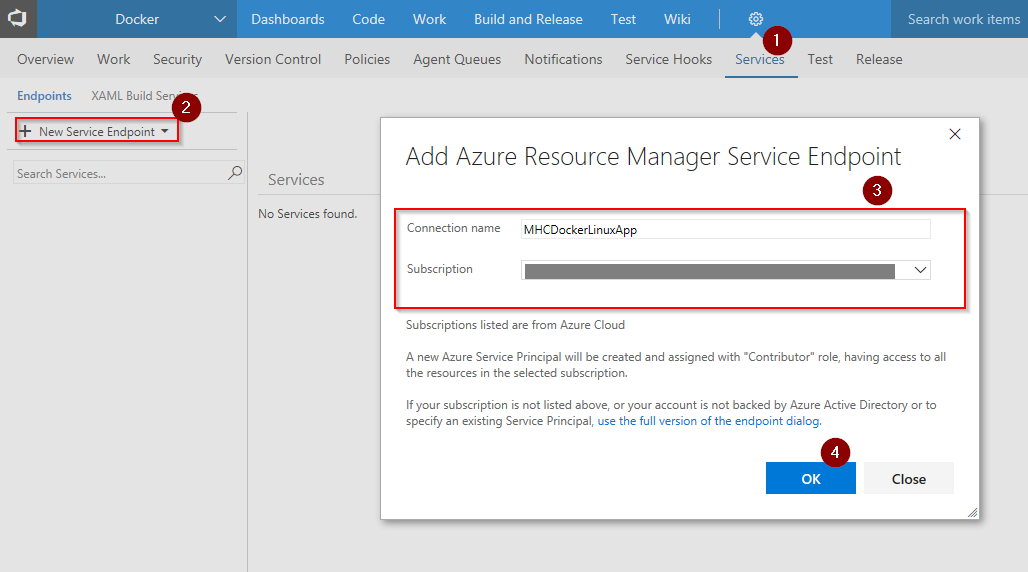 Docker Dashboards Code Work Build and Release Test Wiki Search work items
1
Overview Work Security Version Control Policies Agent Queues Notifications Service Hooks Services Test Release
Endpoints XAML Build
2
+ New Service Endpoint
Search Services...
Services
No Services found.
Add Azure Resource Manager Service Endpoint
3
Connection name MHCDockerLinuxApp
Subscription
Subscriptions listed are from Azure Cloud
A new Azure Service Principal will be created and assigned with "Contributor" role, having access to all
the resources in the selected subscription.
If your subscription is not listed above, or your account is not backed by Azure Active Directory or to
specify an existing Service Principal, use the full version of the endpoint dialog.
4
OK Close